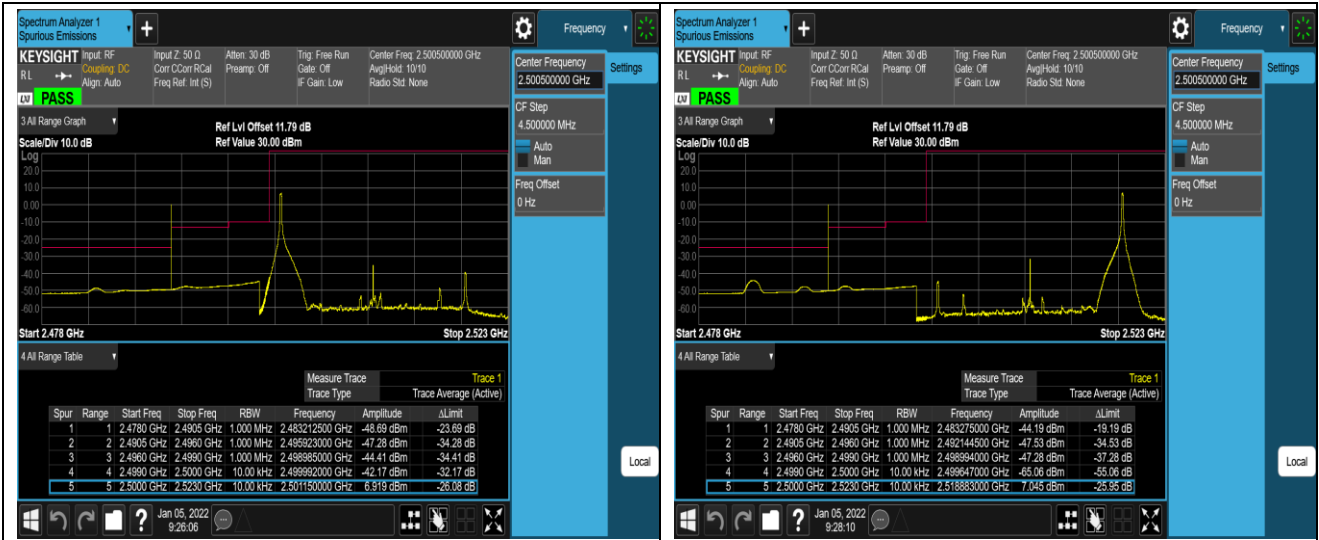 Spectrum Analyzer 1
Spurious Emissions
+
Frequency
KEYSIGHT Input: RF Input Z: 50 Ω Atten: 30 dB Trig: Free Run Center Freq: 2.500500000 GHz
RL Coupling: DC Corr CCorr RCal Preamp: Off Gate: Off Avg|Hold: 10/10
Align: Auto Freq Ref: Int (S) IF Gain: Low Radio Std: None
LXI PASS
Center Frequency
2.500500000 GHz
Settings
CF Step
4.500000 MHz
Auto
Man
Freq Offset
0 Hz
3 All Range Graph
Ref Lvl Offset 11.79 dB
Scale/Div 10.0 dB Ref Value 30.00 dBm
Log
20.0
10.0
0.00
-10.0
-20.0
-30.0
-40.0
-50.0
-60.0
Start 2.478 GHz Stop 2.523 GHz
4 All Range Table
Measure Trace Trace 1
Trace Type Trace Average (Active)
Spur Range Start Freq Stop Freq RBW Frequency Amplitude ΔLimit
1 1 2.4780 GHz 2.4905 GHz 1.000 MHz 2.483212500 GHz -48.69 dBm -23.69 dB
2 2 2.4905 GHz 2.4960 GHz 1.000 MHz 2.495923000 GHz -47.28 dBm -34.28 dB
3 3 2.4960 GHz 2.4990 GHz 1.000 MHz 2.498985000 GHz -44.41 dBm -34.41 dB
4 4 2.4990 GHz 2.5000 GHz 10.00 kHz 2.499992000 GHz -42.17 dBm -32.17 dB
5 5 2.5000 GHz 2.5230 GHz 10.00 kHz 2.501150000 GHz 6.919 dBm -26.08 dB
Local
? Jan 05, 2022
9:26:06
Spectrum Analyzer 1
Spurious Emissions
+
Frequency
KEYSIGHT Input: RF Input Z: 50 Ω Atten: 30 dB Trig: Free Run Center Freq: 2.500500000 GHz
RL Coupling: DC Corr CCorr RCal Preamp: Off Gate: Off Avg|Hold: 10/10
Align: Auto Freq Ref: Int (S) IF Gain: Low Radio Std: None
LXI PASS
Center Frequency
2.500500000 GHz
Settings
CF Step
4.500000 MHz
Auto
Man
Freq Offset
0 Hz
3 All Range Graph
Ref Lvl Offset 11.79 dB
Scale/Div 10.0 dB Ref Value 30.00 dBm
Log
20.0
10.0
0.00
-10.0
-20.0
-30.0
-40.0
-50.0
-60.0
Start 2.478 GHz Stop 2.523 GHz
4 All Range Table
Measure Trace Trace 1
Trace Type Trace Average (Active)
Spur Range Start Freq Stop Freq RBW Frequency Amplitude ΔLimit
1 1 2.4780 GHz 2.4905 GHz 1.000 MHz 2.483275000 GHz -44.19 dBm -19.19 dB
2 2 2.4905 GHz 2.4960 GHz 1.000 MHz 2.492144500 GHz -47.53 dBm -34.53 dB
3 3 2.4960 GHz 2.4990 GHz 1.000 MHz 2.498994000 GHz -47.28 dBm -37.28 dB
4 4 2.4990 GHz 2.5000 GHz 10.00 kHz 2.499647000 GHz -65.06 dBm -55.06 dB
5 5 2.5000 GHz 2.5230 GHz 10.00 kHz 2.518883000 GHz 7.045 dBm -25.95 dB
Local
? Jan 05, 2022
9:28:10